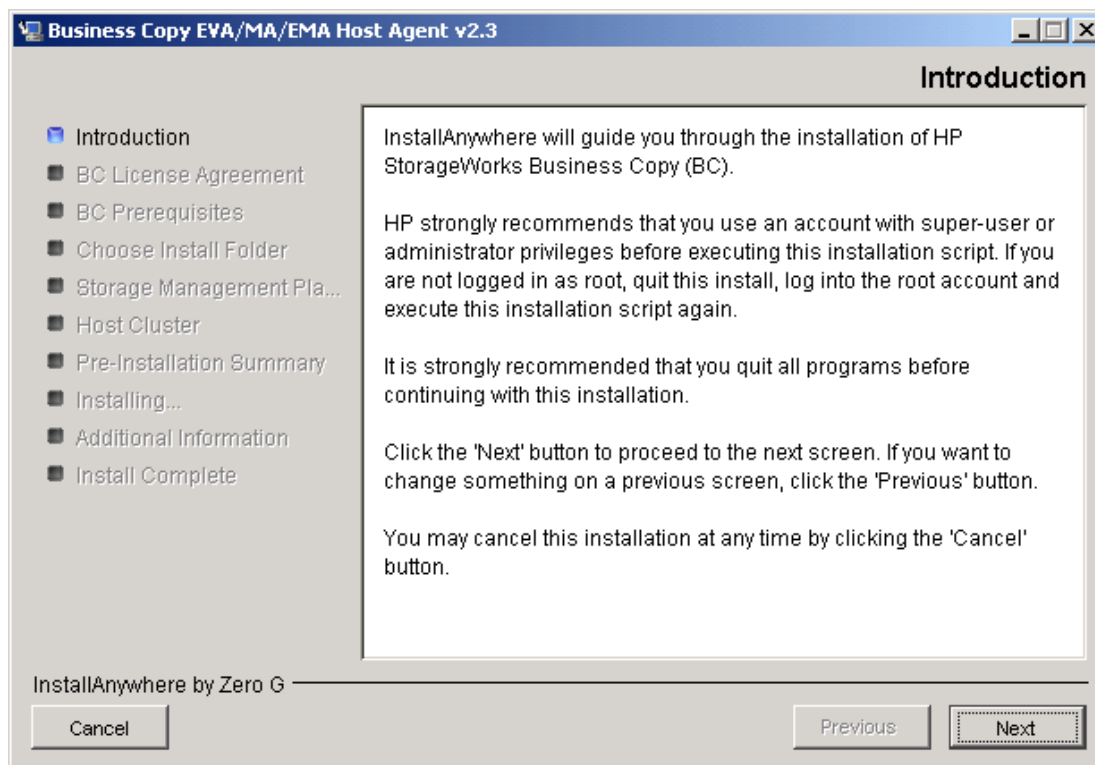 Business Copy EVA/MA/EMA Host Agent v2.3
Introduction
Introduction
BC License Agreement
BC Prerequisites
Choose Install Folder
Storage Management Pla...
Host Cluster
Pre-Installation Summary
Installing...
Additional Information
Install Complete
InstallAnywhere will guide you through the installation of HP
StorageWorks Business Copy (BC).
HP strongly recommends that you use an account with super-user or
administrator privileges before executing this installation script. If you
are not logged in as root, quit this install, log into the root account and
execute this installation script again.
It is strongly recommended that you quit all programs before
continuing with this installation.
Click the 'Next' button to proceed to the next screen. If you want to
change something on a previous screen, click the 'Previous' button.
You may cancel this installation at any time by clicking the 'Cancel'
button.
InstallAnywhere by Zero G
Cancel
Previous
Next